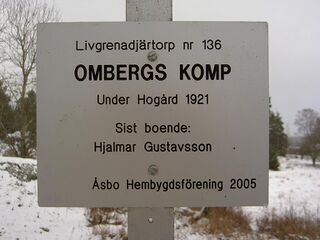 Livgrenadjärtorp nr 136
OMBERGS KOMP
Under Hogård 1921
Sist boende:
Hjalmar Gustavsson
Åsbo Hembygdsförening 2005